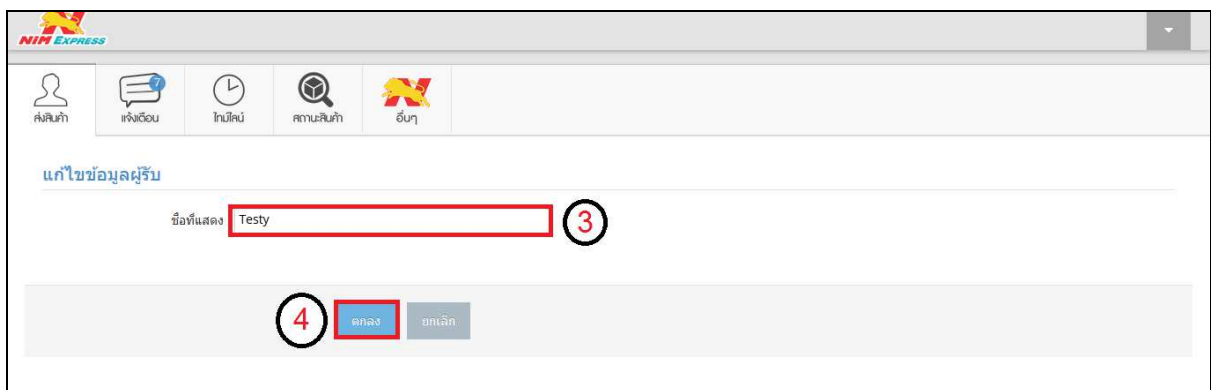 NIM EXPRESS
7
ส่งสินค้า แจ้งเตือน ไทม์ไลน์ สถานะสินค้า อื่นๆ
แก้ไขข้อมูลผู้รับ
ชื่อที่แสดง Testy 3
4 ตกลง ยกเลิก